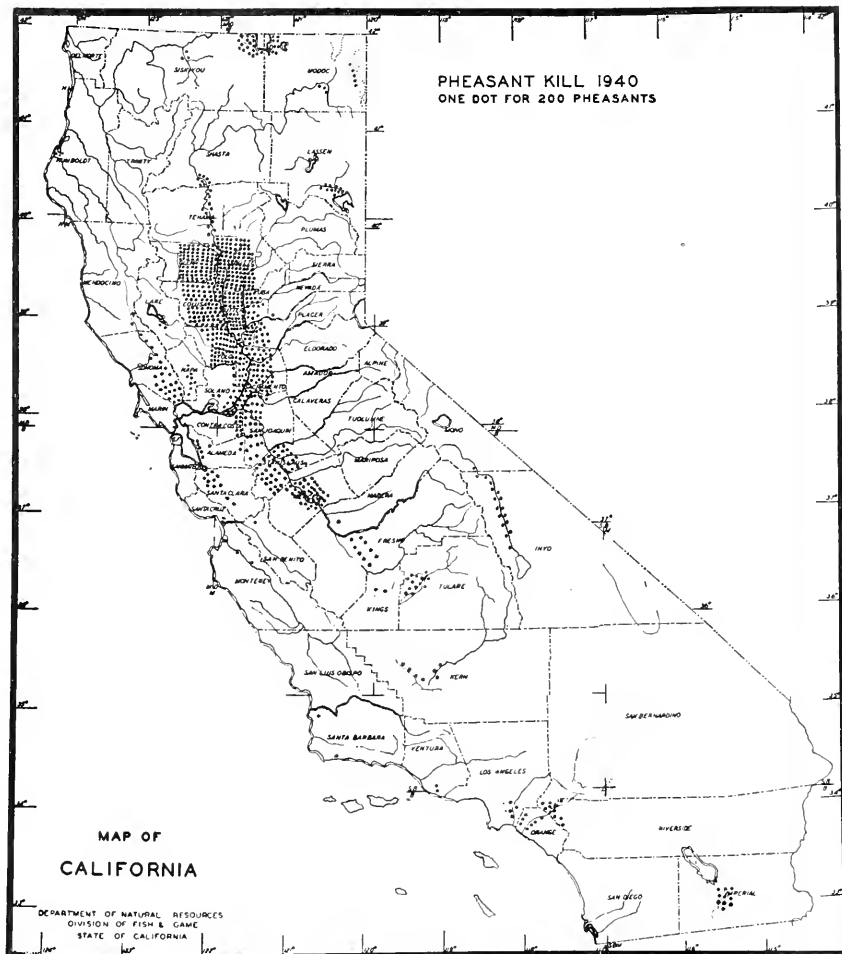 PHEASANT KILL 1940
ONE DOT FOR 200 PHEASANTS
DEL NORTE
SISKIYOU
MODOC
HUMBOLDT
TRINITY
SHASTA
LASSEN
TEHAMA
PLUMAS
SIERRA
MENDOCINO
NEVADA
LAKE
COLUSA
YUBA
PLACER
ELDORADO
SONOMA
NAPA
AMADOR
ALPINE
SOLANO
CALAVERAS
MARIN
TUOLUMNE
CONTRA COS
SAN JOAQUIN
MONO
ALAMEDA
MARIPOSA
SANTA CLARA
MADERA
SANTA CRUZ
FRESNO
INYO
SAN BENITO
MONTEREY
TULARE
KINGS
SAN LUIS OBISPO
KERN
SAN BERNARDINO
SANTA BARBARA
VENTURA
LOS ANGELES
ORANGE
RIVERSIDE
SAN DIEGO
IMPERIAL
MAP OF
CALIFORNIA
DEPARTMENT OF NATURAL RESOURCES
DIVISION OF FISH & GAME
STATE OF CALIFORNIA